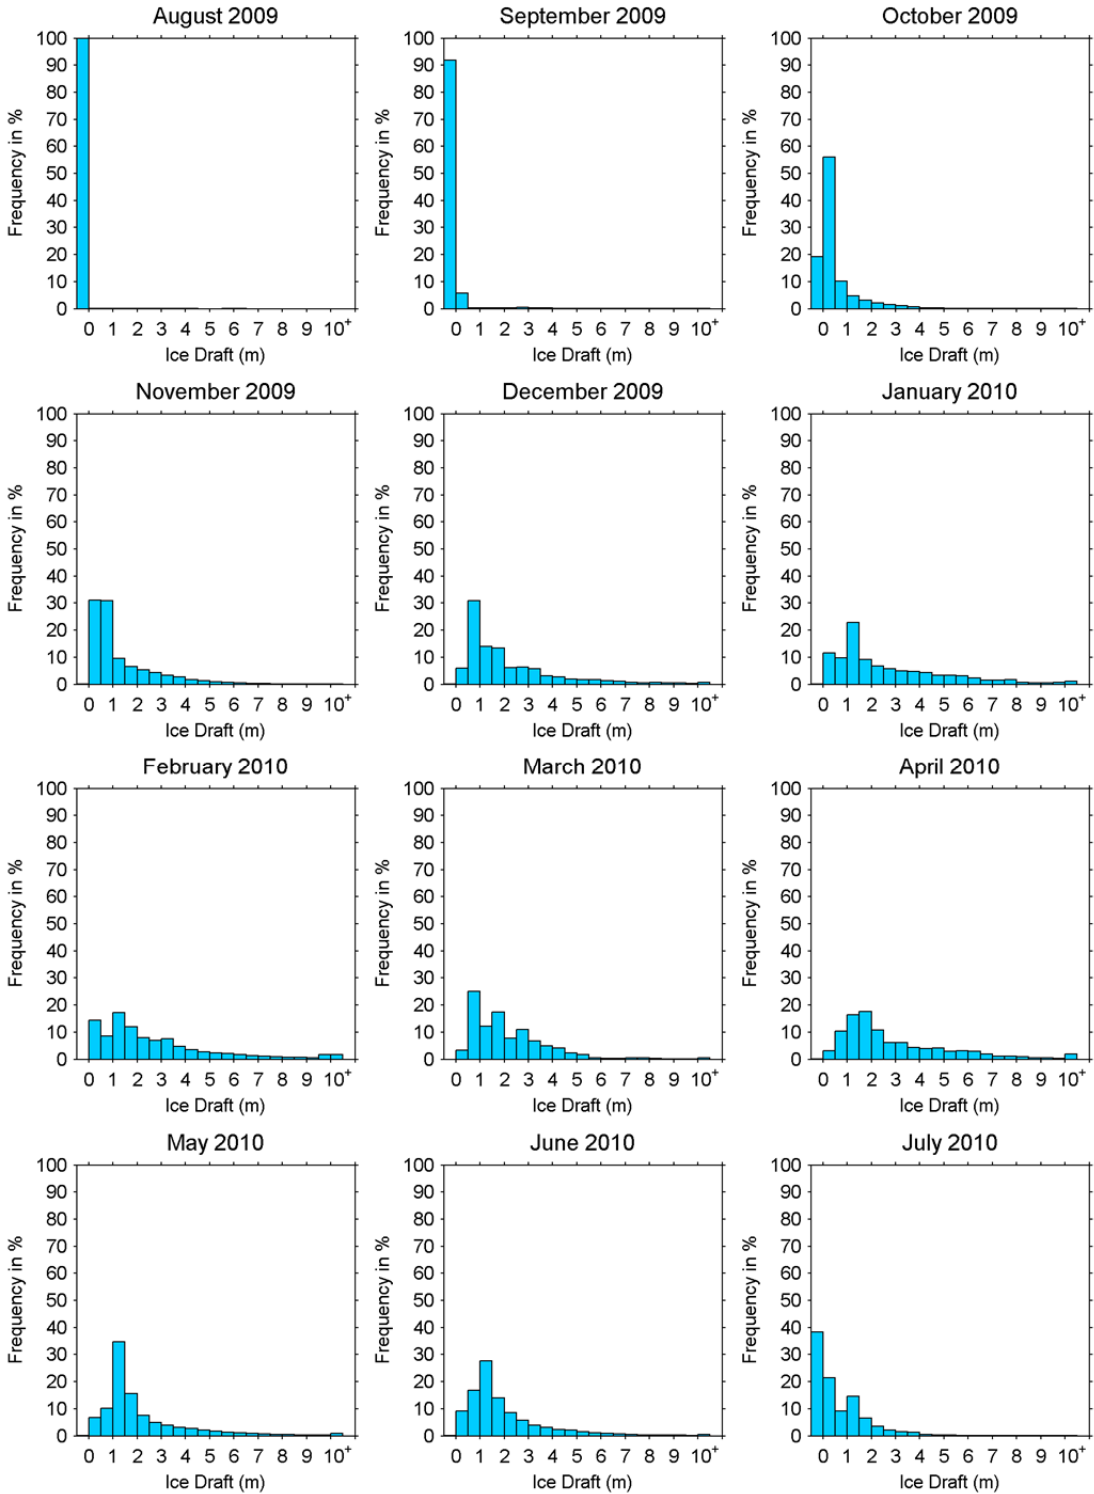 August 2009
100
90
80
70
60
50
40
30
20
10
0
Frequency in %
0 1 2 3 4 5 6 7 8 9 10+
Ice Draft (m)
September 2009
100
90
80
70
60
50
40
30
20
10
0
Frequency in %
0 1 2 3 4 5 6 7 8 9 10+
Ice Draft (m)
October 2009
100
90
80
70
60
50
40
30
20
10
0
Frequency in %
0 1 2 3 4 5 6 7 8 9 10+
Ice Draft (m)
November 2009
100
90
80
70
60
50
40
30
20
10
0
Frequency in %
0 1 2 3 4 5 6 7 8 9 10+
Ice Draft (m)
December 2009
100
90
80
70
60
50
40
30
20
10
0
Frequency in %
0 1 2 3 4 5 6 7 8 9 10+
Ice Draft (m)
January 2010
100
90
80
70
60
50
40
30
20
10
0
Frequency in %
0 1 2 3 4 5 6 7 8 9 10+
Ice Draft (m)
February 2010
100
90
80
70
60
50
40
30
20
10
0
Frequency in %
0 1 2 3 4 5 6 7 8 9 10+
Ice Draft (m)
March 2010
100
90
80
70
60
50
40
30
20
10
0
Frequency in %
0 1 2 3 4 5 6 7 8 9 10+
Ice Draft (m)
April 2010
100
90
80
70
60
50
40
30
20
10
0
Frequency in %
0 1 2 3 4 5 6 7 8 9 10+
Ice Draft (m)
May 2010
100
90
80
70
60
50
40
30
20
10
0
Frequency in %
0 1 2 3 4 5 6 7 8 9 10+
Ice Draft (m)
June 2010
100
90
80
70
60
50
40
30
20
10
0
Frequency in %
0 1 2 3 4 5 6 7 8 9 10+
Ice Draft (m)
July 2010
100
90
80
70
60
50
40
30
20
10
0
Frequency in %
0 1 2 3 4 5 6 7 8 9 10+
Ice Draft (m)